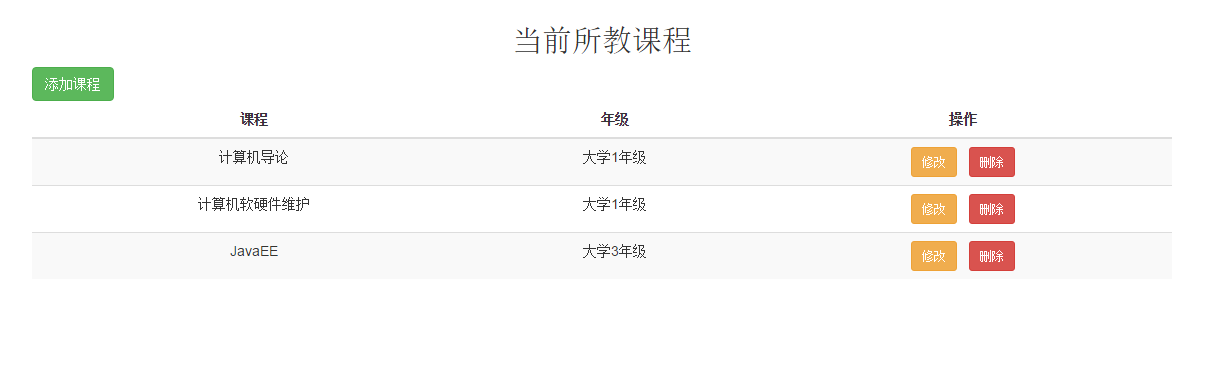 当前所教课程
添加课程
课程 年级 操作
计算机导论 大学1年级 修改 删除
计算机软硬件维护 大学1年级 修改 删除
JavaEE 大学3年级 修改 删除